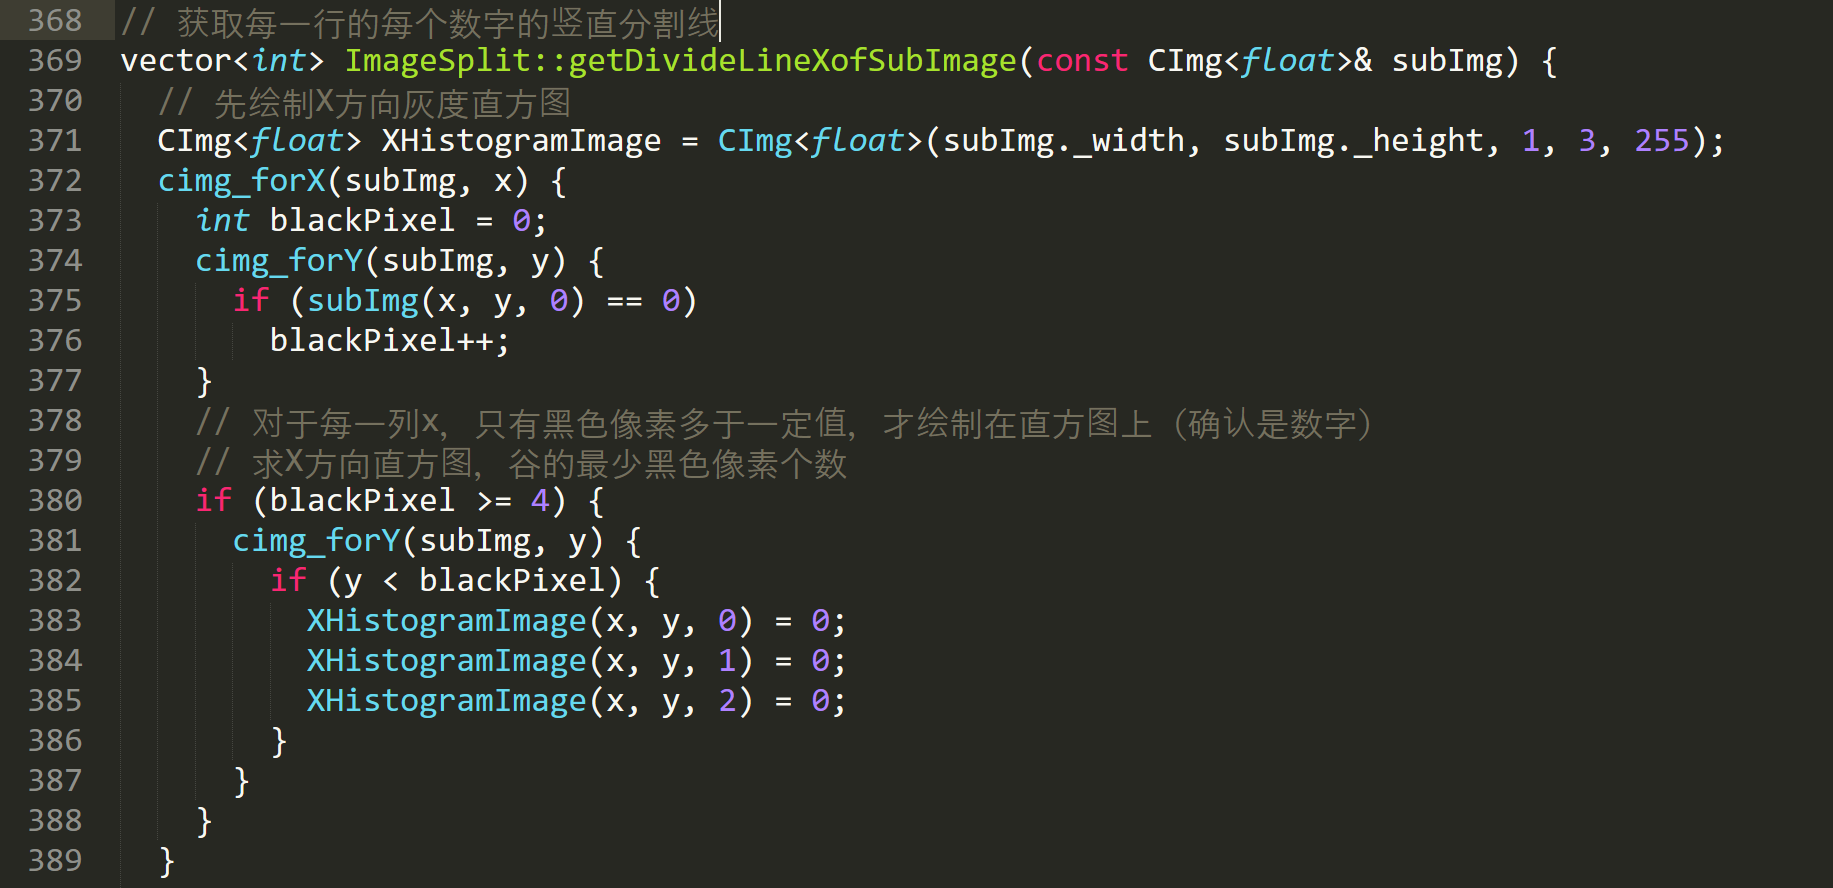 368 // 获取每一行的每个数字的竖直分割线
369 vector<int> ImageSplit::getDivideLineXofSubImage(const CImg<float>& subImg) {
370   // 先绘制X方向灰度直方图
371   CImg<float> XHistogramImage = CImg<float>(subImg._width, subImg._height, 1, 3, 255);
372   cimg_forX(subImg, x) {
373     int blackPixel = 0;
374     cimg_forY(subImg, y) {
375       if (subImg(x, y, 0) == 0)
376         blackPixel++;
377     }
378     // 对于每一列x, 只有黑色像素多于一定值, 才绘制在直方图上（确认是数字）
379     // 求X方向直方图, 谷的最少黑色像素个数
380     if (blackPixel >= 4) {
381       cimg_forY(subImg, y) {
382         if (y < blackPixel) {
383           XHistogramImage(x, y, 0) = 0;
384           XHistogramImage(x, y, 1) = 0;
385           XHistogramImage(x, y, 2) = 0;
386         }
387       }
388     }
389   }